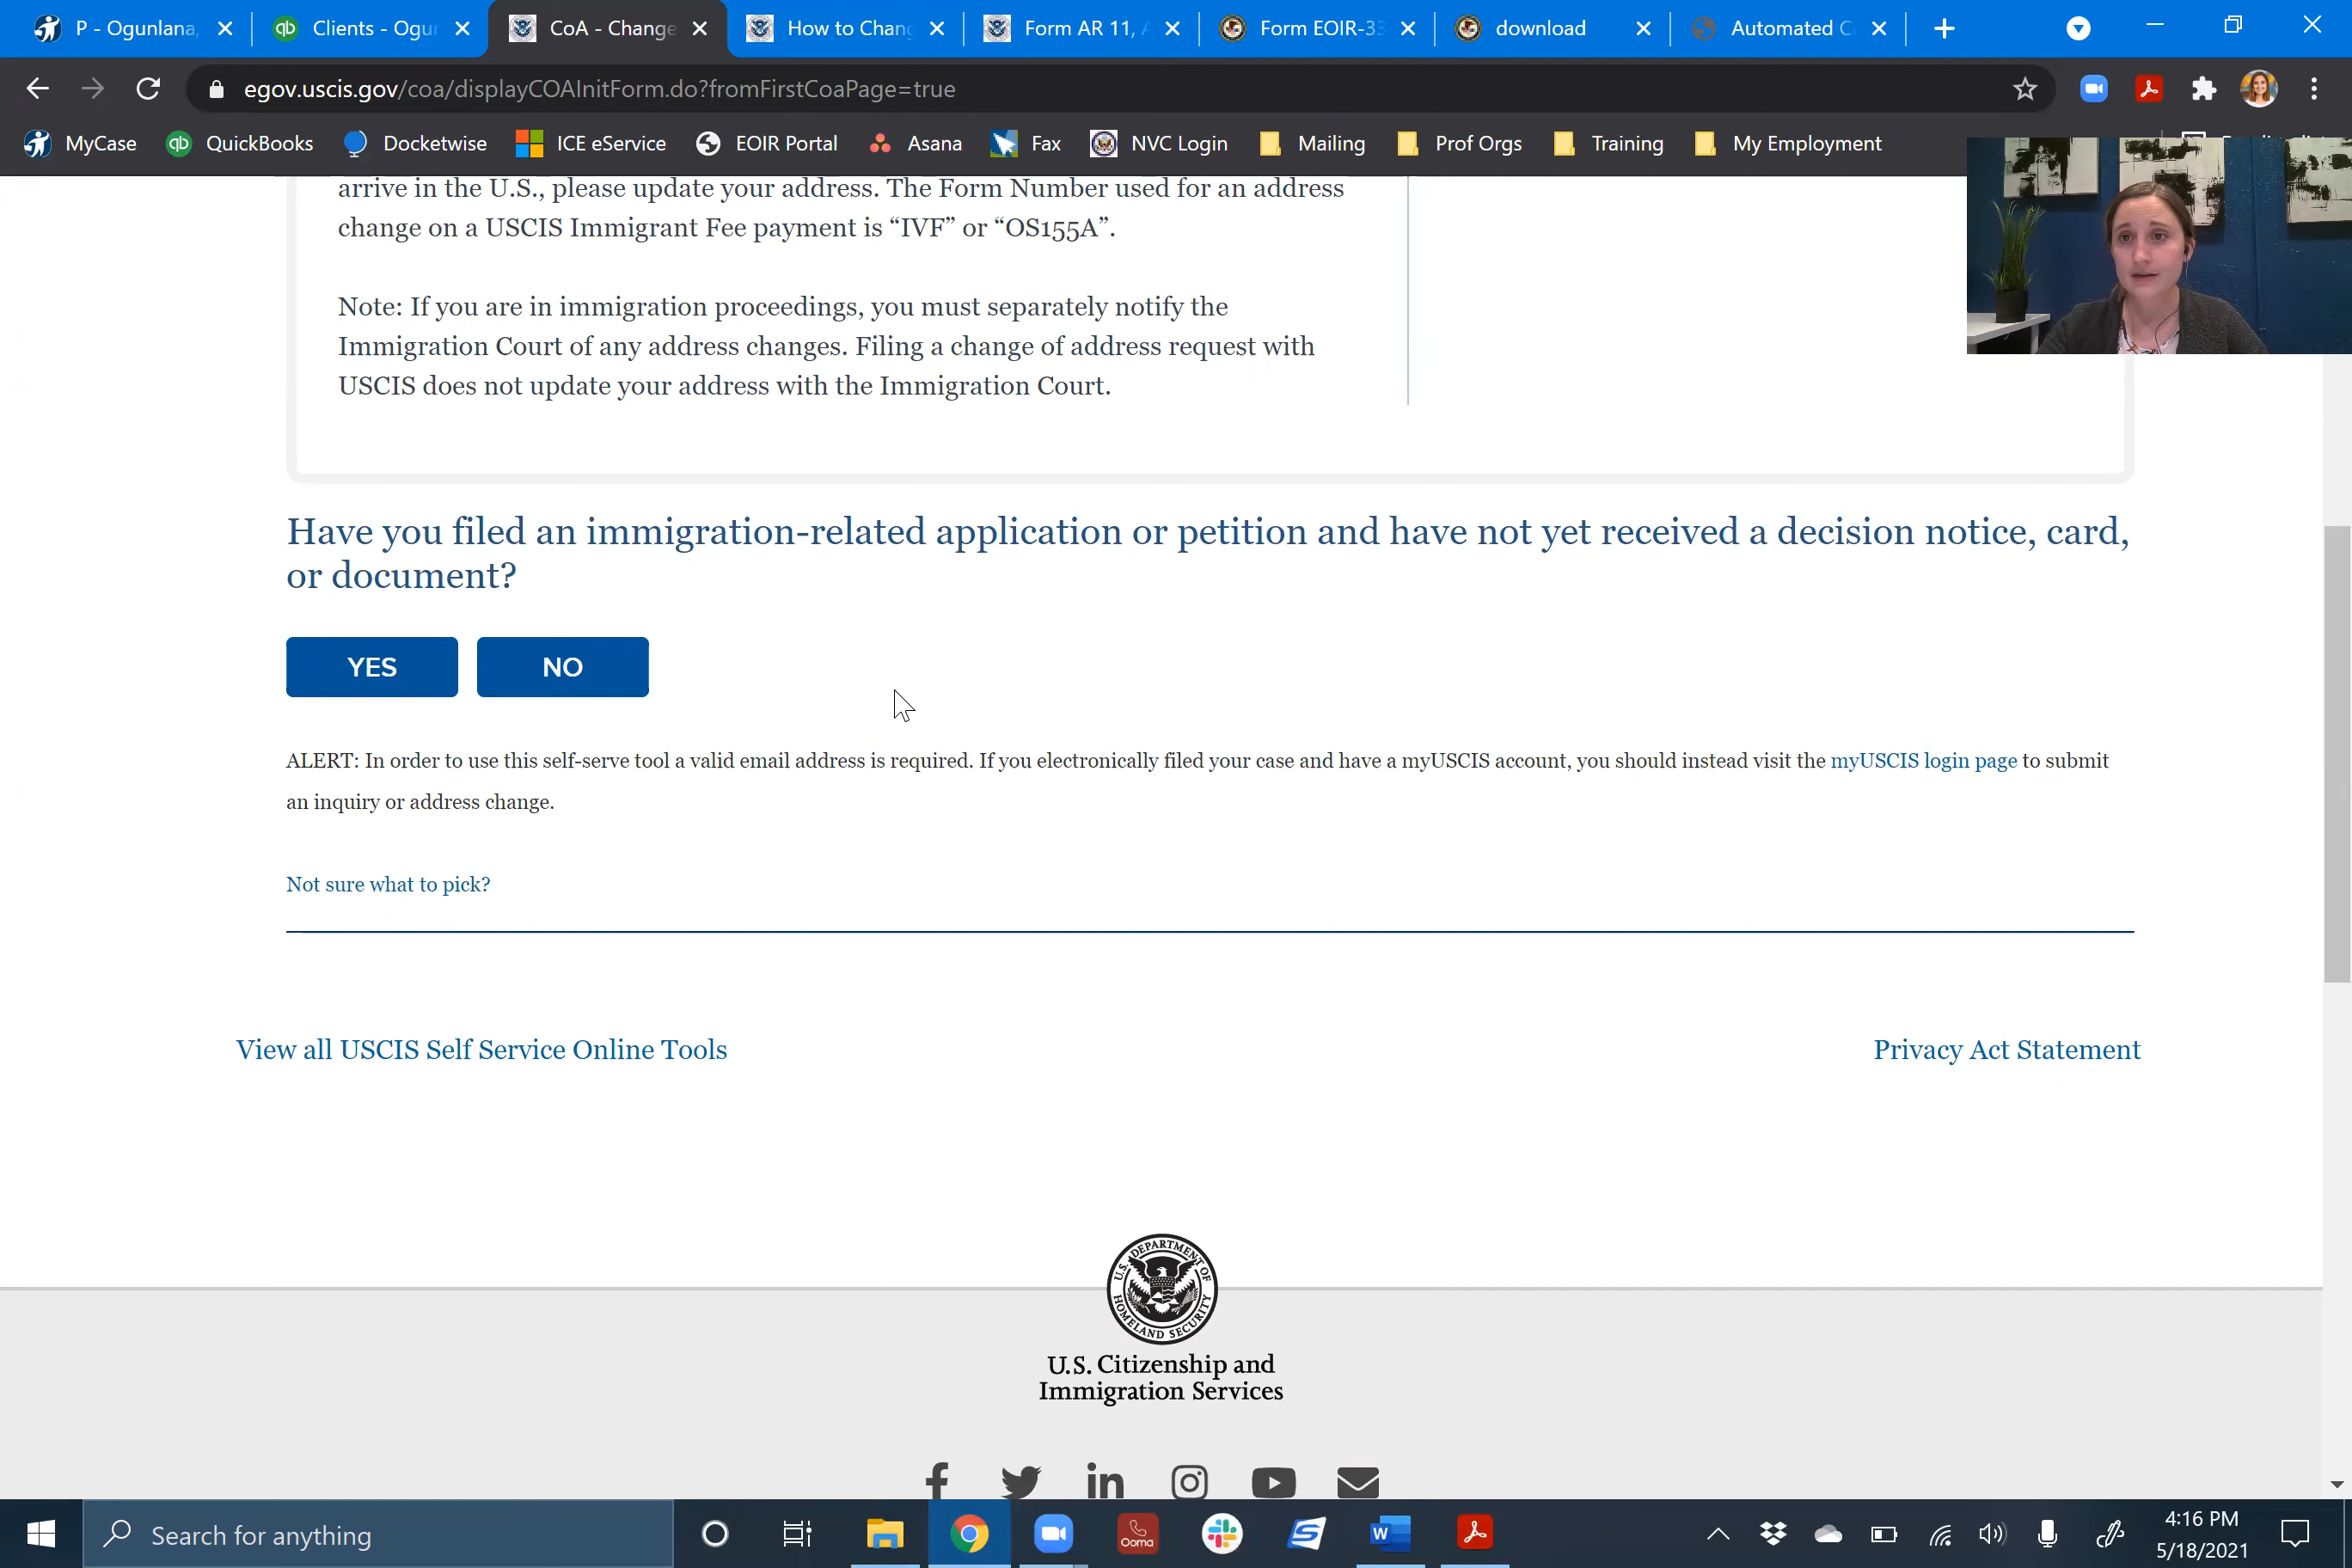 P - Ogunlana,
Clients - Ogur
CoA - Change
How to Chang
Form AR 11, A
Form EOIR-33
download
Automated C
egov.uscis.gov/coa/displayCOAInitForm.do?fromFirstCoaPage=true
MyCase
QuickBooks
Docketwise
ICE eService
EOIR Portal
Asana
Fax
NVC Login
Mailing
Prof Orgs
Training
My Employment
arrive in the U.S., please update your address. The Form Number used for an address
change on a USCIS Immigrant Fee payment is “IVF” or “OS155A”.
Note: If you are in immigration proceedings, you must separately notify the
Immigration Court of any address changes. Filing a change of address request with
USCIS does not update your address with the Immigration Court.
Have you filed an immigration-related application or petition and have not yet received a decision notice, card,
or document?
YES
NO
ALERT: In order to use this self-serve tool a valid email address is required. If you electronically filed your case and have a myUSCIS account, you should instead visit the myUSCIS login page to submit
an inquiry or address change.
Not sure what to pick?
View all USCIS Self Service Online Tools
Privacy Act Statement
U.S. DEPARTMENT OF HOMELAND SECURITY
U.S. Citizenship and
Immigration Services
Search for anything
Ooma
4:16 PM
5/18/2021